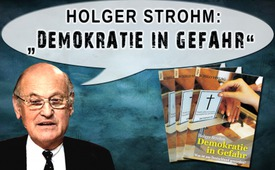 HOLGER STROHM:
„DEMOKRATIE IN GEFAHR“
Demokratie
in Gefahr